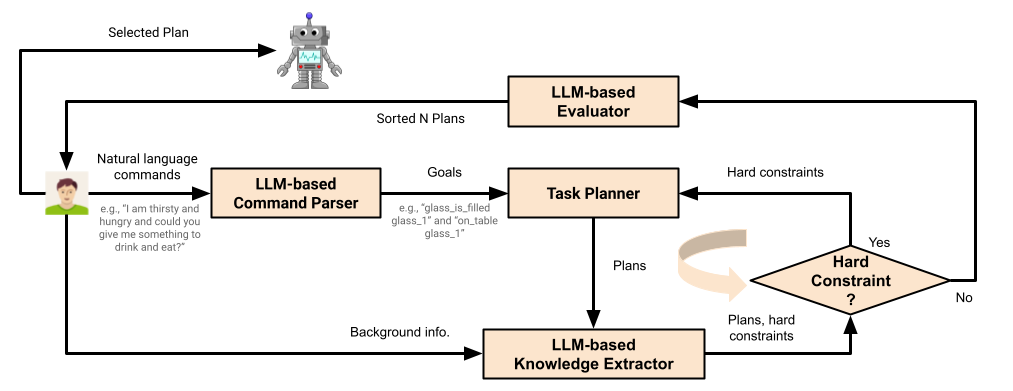 Selected Plan
LLM-based
Evaluator
Sorted N Plans
Natural language
commands
LLM-based
Command Parser
Goals
Task Planner
Hard constraints
e.g., “I am thirsty and
hungry and could you
give me something to
drink and eat?”
e.g., “glass_is_filled
glass_1” and “on_table
glass_1”
Plans
Yes
Hard
Constraint
?
No
Background info.
LLM-based
Knowledge Extractor
Plans, hard
constraints